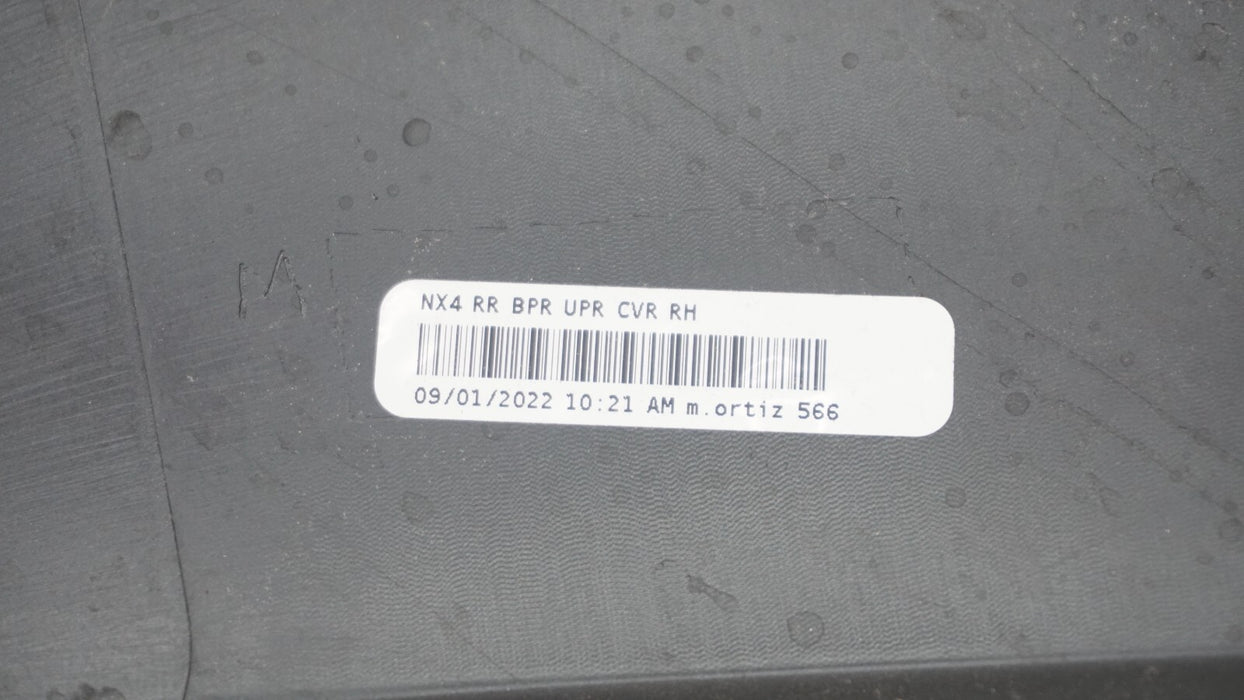 NX4 RR BPR UPR CVR RH
09/01/2022 10:21 AM m.ortiz 566